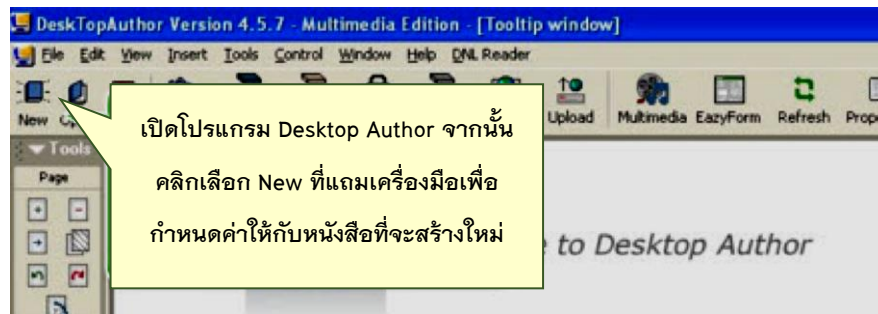 DeskTopAuthor Version 4.5.7 - Multimedia Edition - [Tooltip window]
File Edit View Insert Tools Control Window Help DNL Reader
New Upload Multimedia EazyForm Refresh
Tools
Page
เปิดโปรแกรม Desktop Author จากนั้น
คลิกเลือก New ที่แถมเครื่องมือเพื่อ
กำหนดค่าให้กับหนังสือที่จะสร้างใหม่
to Desktop Author